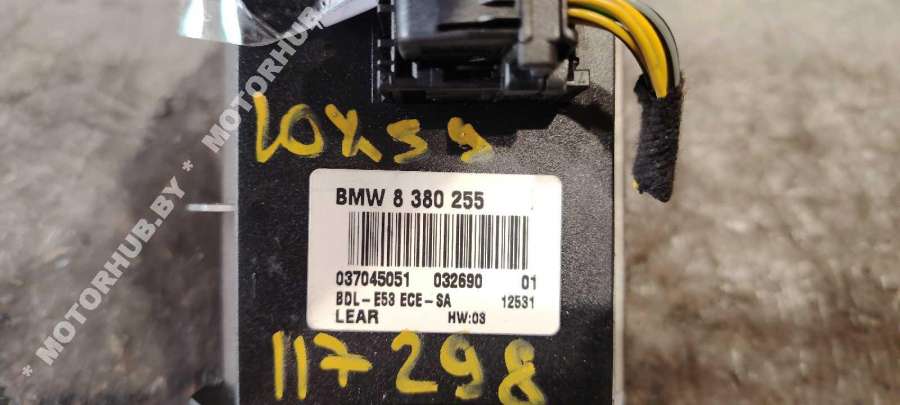 BMW 8 380 255
037045051 032690 01
BDL-E53 ECE-SA 12531
LEAR HW:03
117298
* MOTORHUB.BY * MOTORHUB